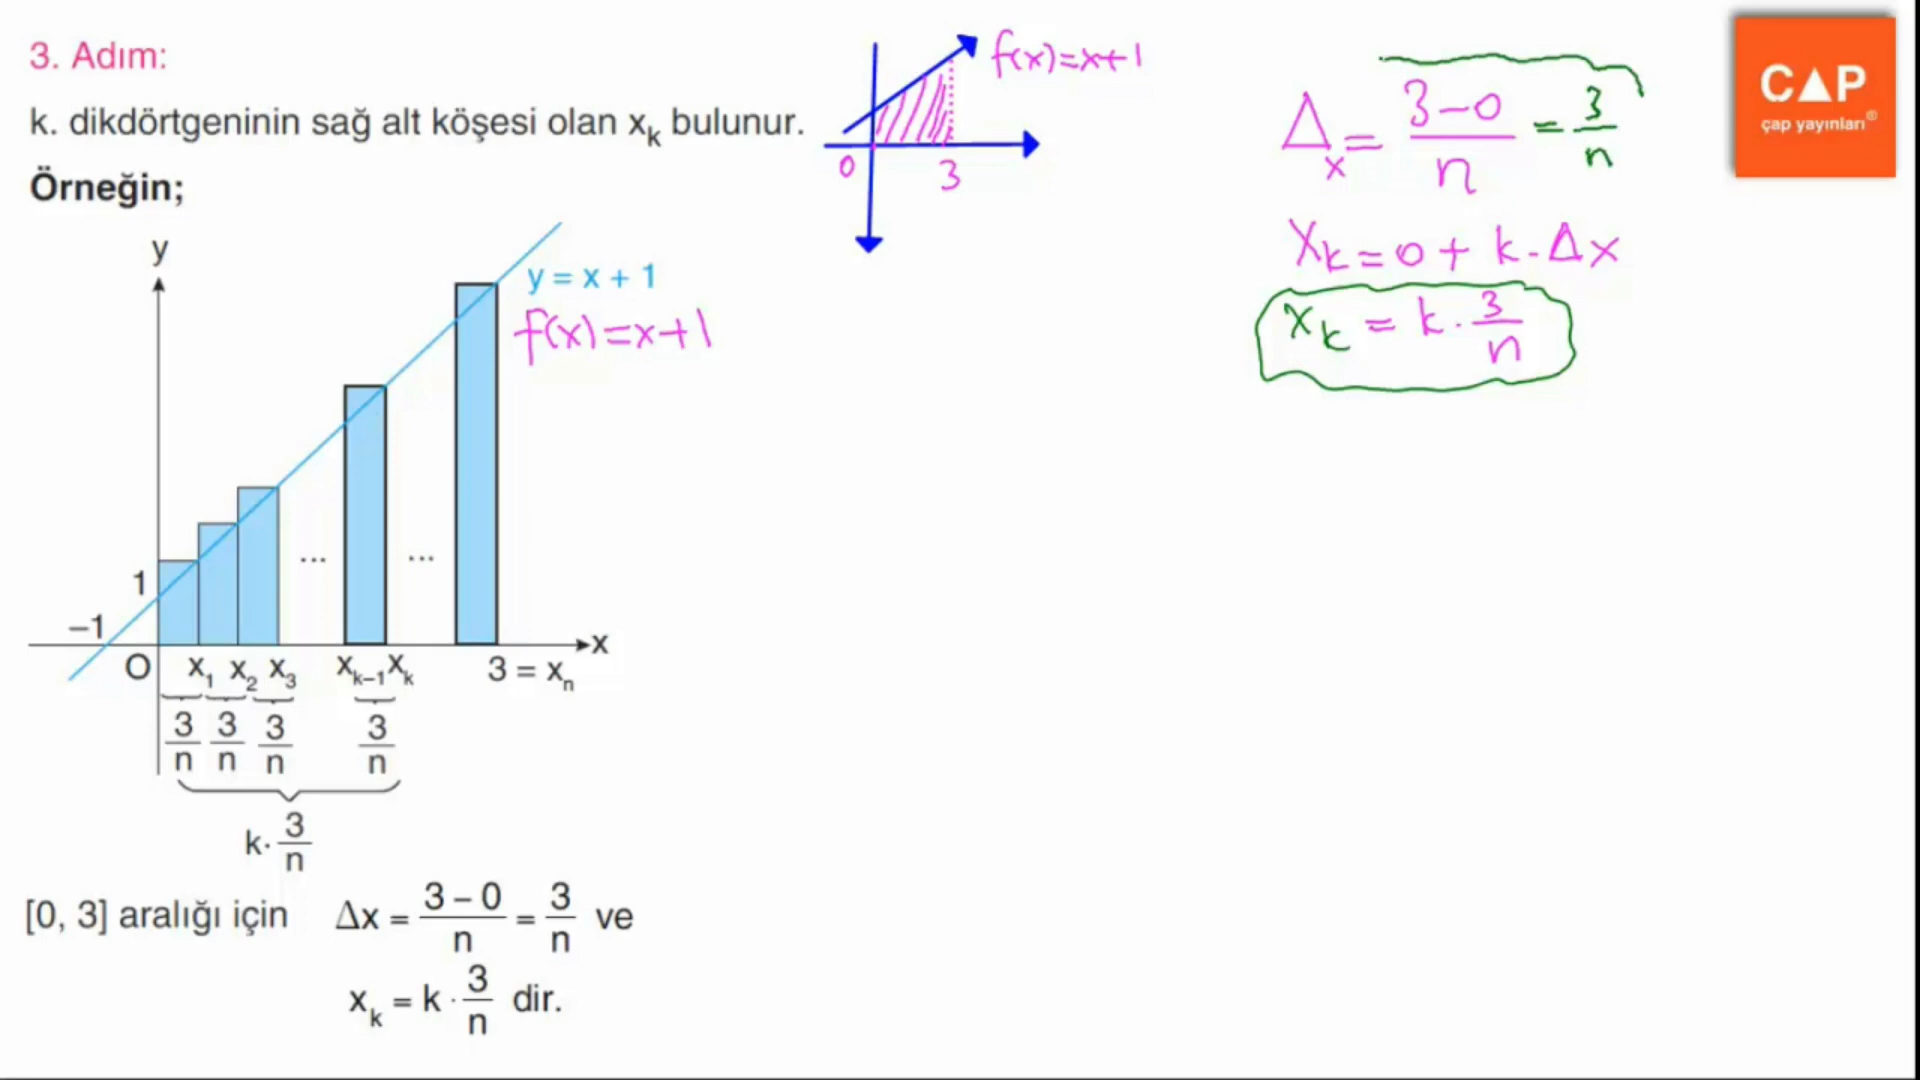 3. Adım:
k. dikdörtgeninin sağ alt köşesi olan xₖ bulunur.
Örneğin;
y
y = x + 1
f(x)=x+1
1
–1
O x₁ x₂ x₃ ... xₖ₋₁ xₖ ... 3 = xₙ x
3/n 3/n 3/n 3/n
k· 3/n
[0, 3] aralığı için Δx = (3 – 0)/n = 3/n ve
xₖ = k · 3/n dir.
f(x)=x+1
0 3
Δx = (3-0)/n = 3/n
xₖ = 0 + k·Δx
xₖ = k · 3/n
CAP
çap yayınları®